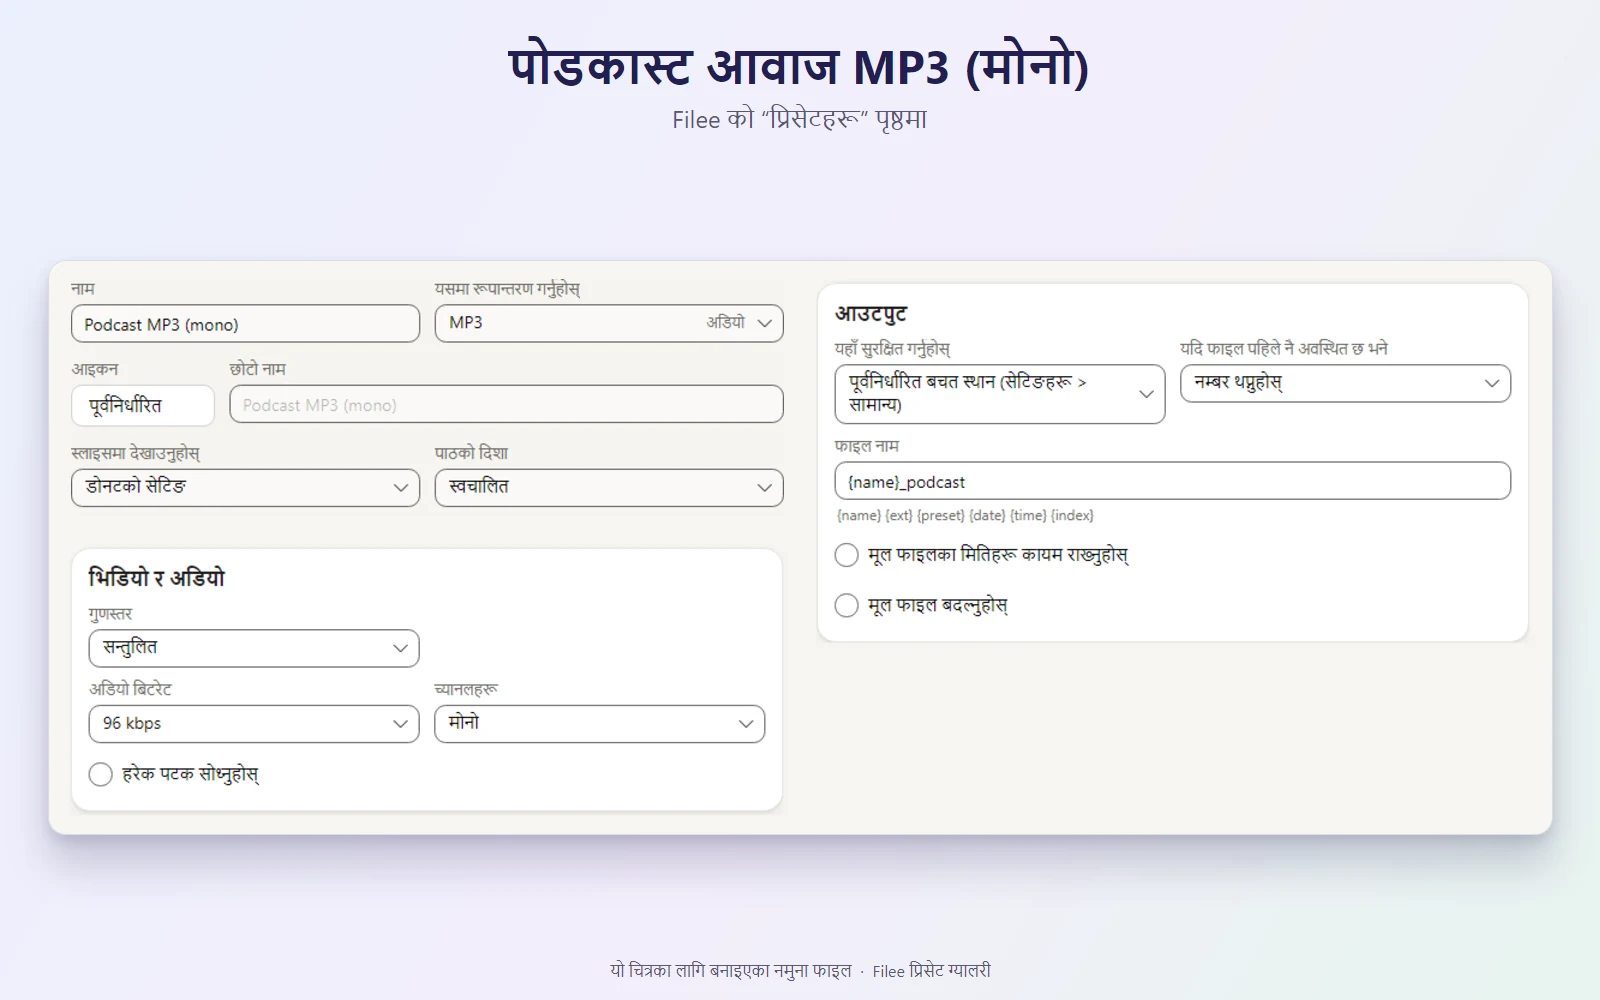 पोडकास्ट आवाज MP3 (मोनो)
Filee को “प्रिसेटहरू” पृष्ठमा
नाम
Podcast MP3 (mono)
यसमा रूपान्तरण गर्नुहोस्
MP3 अडियो
आइकन
पूर्वनिर्धारित
छोटो नाम
Podcast MP3 (mono)
स्लाइसमा देखाउनुहोस्
डोनटको सेटिङ
पाठको दिशा
स्वचालित
भिडियो र अडियो
गुणस्तर
सन्तुलित
अडियो बिटरेट
96 kbps
च्यानलहरू
मोनो
हरेक पटक सोध्नुहोस्
आउटपुट
यहाँ सुरक्षित गर्नुहोस्
पूर्वनिर्धारित बचत स्थान (सेटिङहरू >
सामान्य)
यदि फाइल पहिले नै अवस्थित छ भने
नम्बर थप्नुहोस्
फाइल नाम
{name}_podcast
{name} {ext} {preset} {date} {time} {index}
मूल फाइलका मितिहरू कायम राख्नुहोस्
मूल फाइल बदल्नुहोस्
यो चित्रका लागि बनाइएका नमुना फाइल · Filee प्रिसेट ग्यालरी